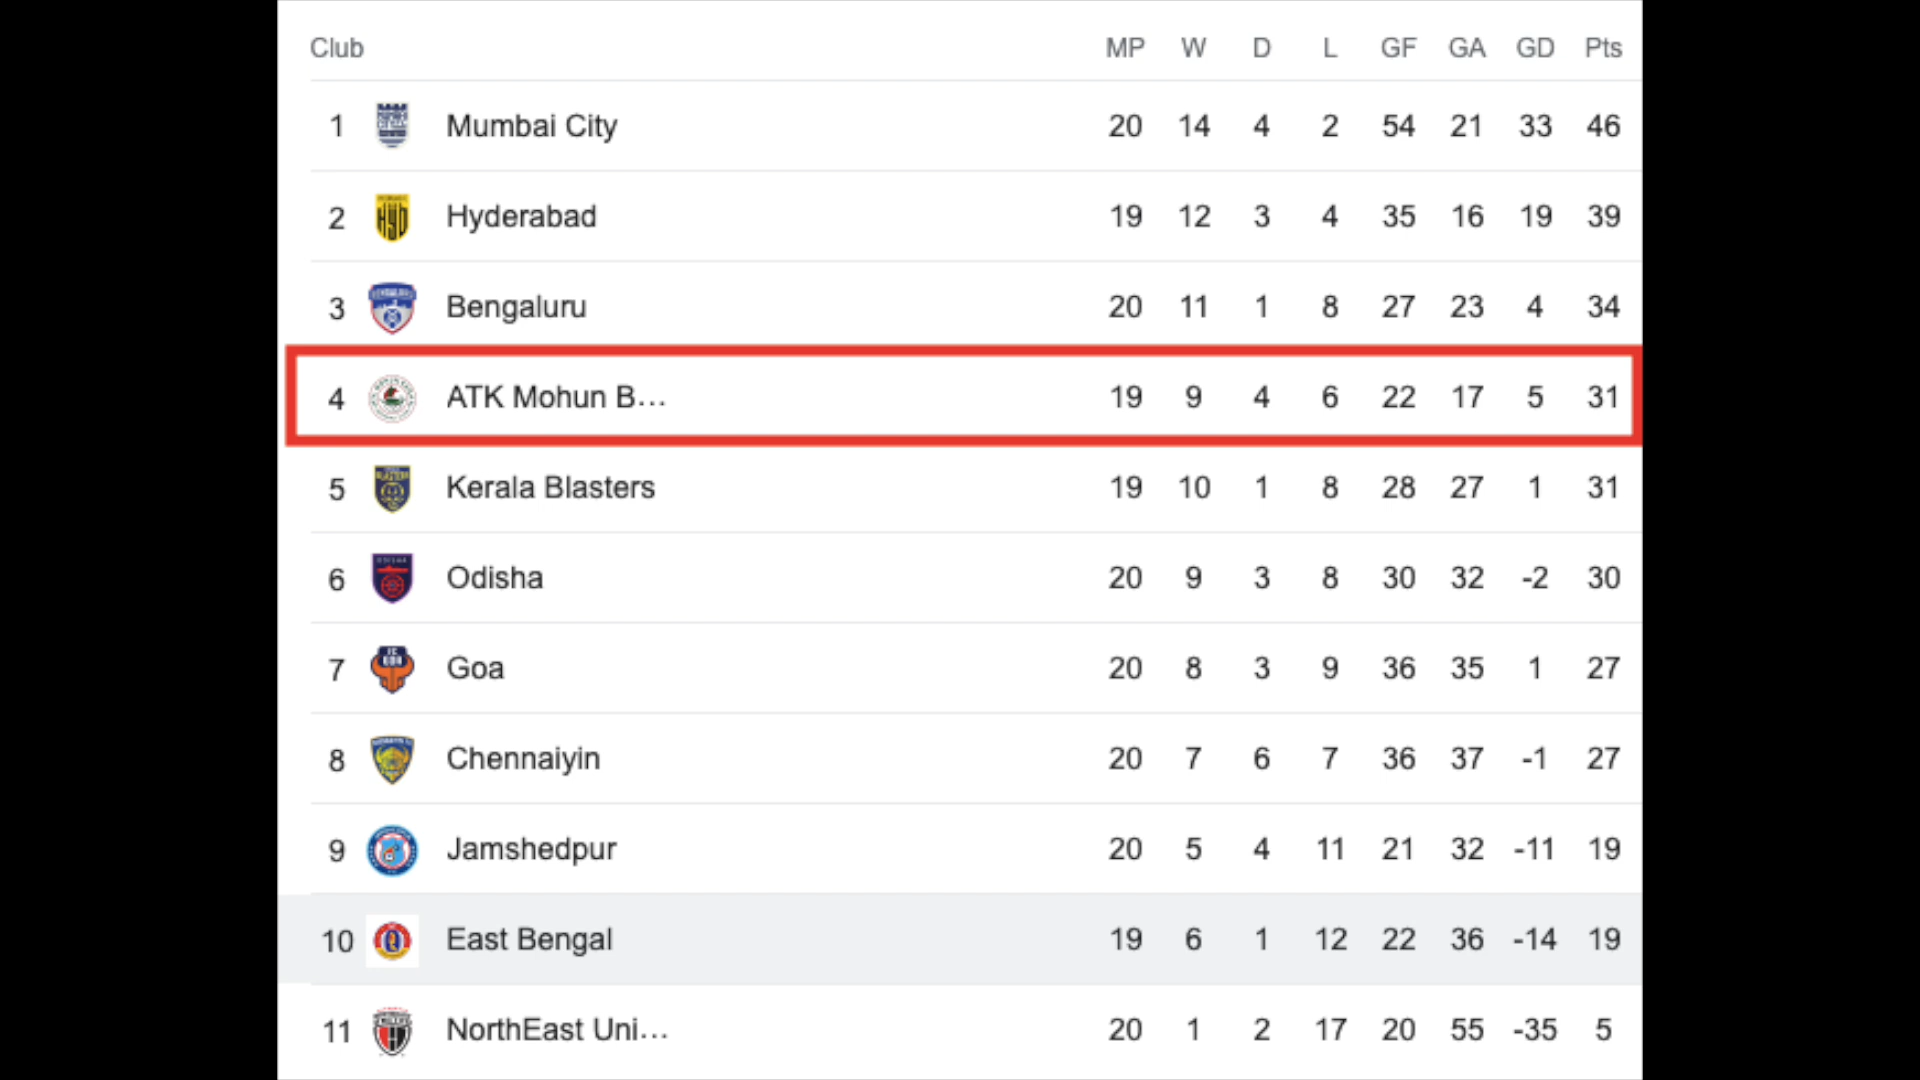 Club MP W D L GF GA GD Pts
1 Mumbai City 20 14 4 2 54 21 33 46
2 Hyderabad 19 12 3 4 35 16 19 39
3 Bengaluru 20 11 1 8 27 23 4 34
4 ATK Mohun B... 19 9 4 6 22 17 5 31
5 Kerala Blasters 19 10 1 8 28 27 1 31
6 Odisha 20 9 3 8 30 32 -2 30
7 Goa 20 8 3 9 36 35 1 27
8 Chennaiyin 20 7 6 7 36 37 -1 27
9 Jamshedpur 20 5 4 11 21 32 -11 19
10 East Bengal 19 6 1 12 22 36 -14 19
11 NorthEast Uni... 20 1 2 17 20 55 -35 5